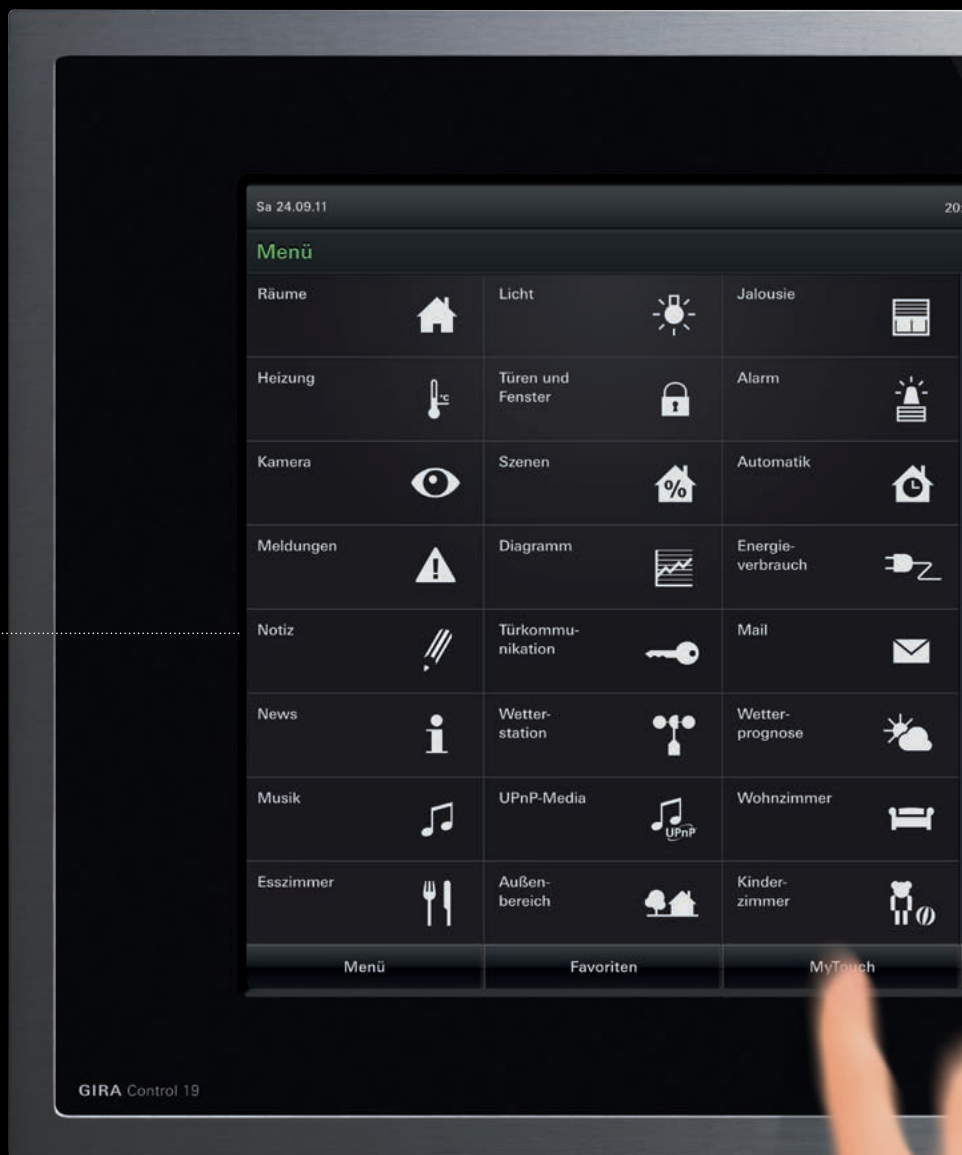 Sa 24.09.11
20:
Menü
Räume
Licht
Jalousie
°C
Heizung
Türen und
Fenster
Alarm
Kamera
Szenen
%
Automatik
Meldungen
Diagramm
Energie-
verbrauch
Notiz
Türkommu-
nikation
Mail
News
Wetter-
station
Wetter-
prognose
Musik
UPnP-Media
UPnP
Wohnzimmer
Esszimmer
Außen-
bereich
Kinder-
zimmer
Menü
Favoriten
MyTouch
GIRA Control 19